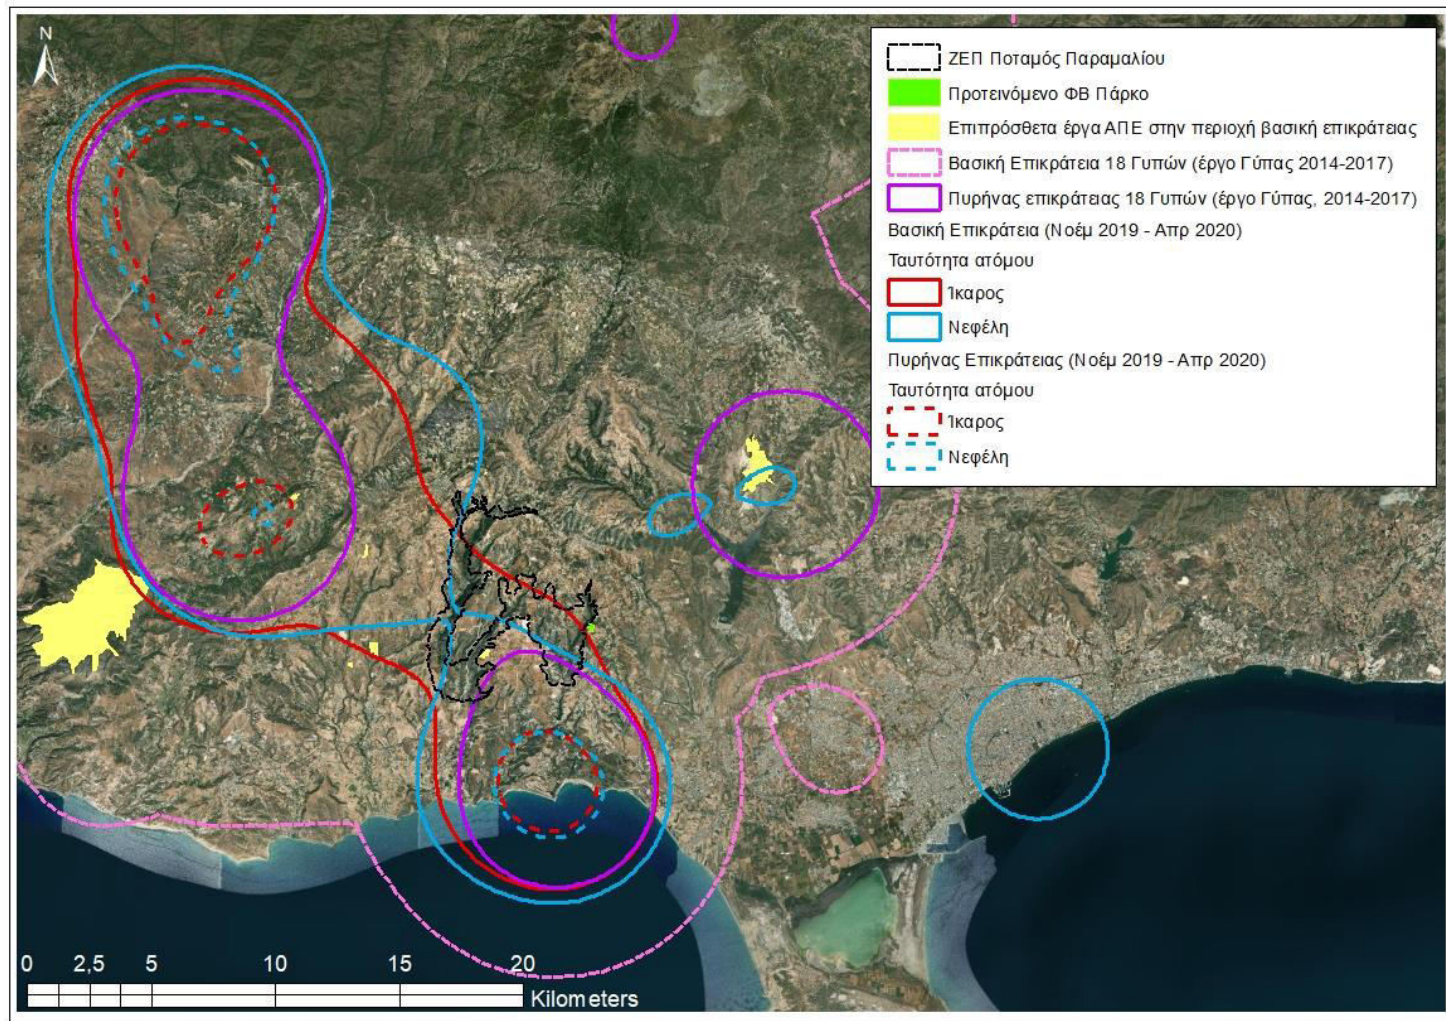 N
ΖΕΠ Ποταμός Παραμαλίου
Προτεινόμενο ΦΒ Πάρκο
Επιπρόσθετα έργα ΑΠΕ στην περιοχή βασική επικράτειας
Βασική Επικράτεια 18 Γυπών (έργο Γύπας 2014-2017)
Πυρήνας επικράτειας 18 Γυπών (έργο Γύπας, 2014-2017)
Βασική Επικράτεια (Νοέμ 2019 - Απρ 2020)
Ταυτότητα ατόμου
Ίκαρος
Νεφέλη
Πυρήνας Επικράτειας (Νοέμ 2019 - Απρ 2020)
Ταυτότητα ατόμου
Ίκαρος
Νεφέλη
0 2,5 5 10 15 20
Kilometers